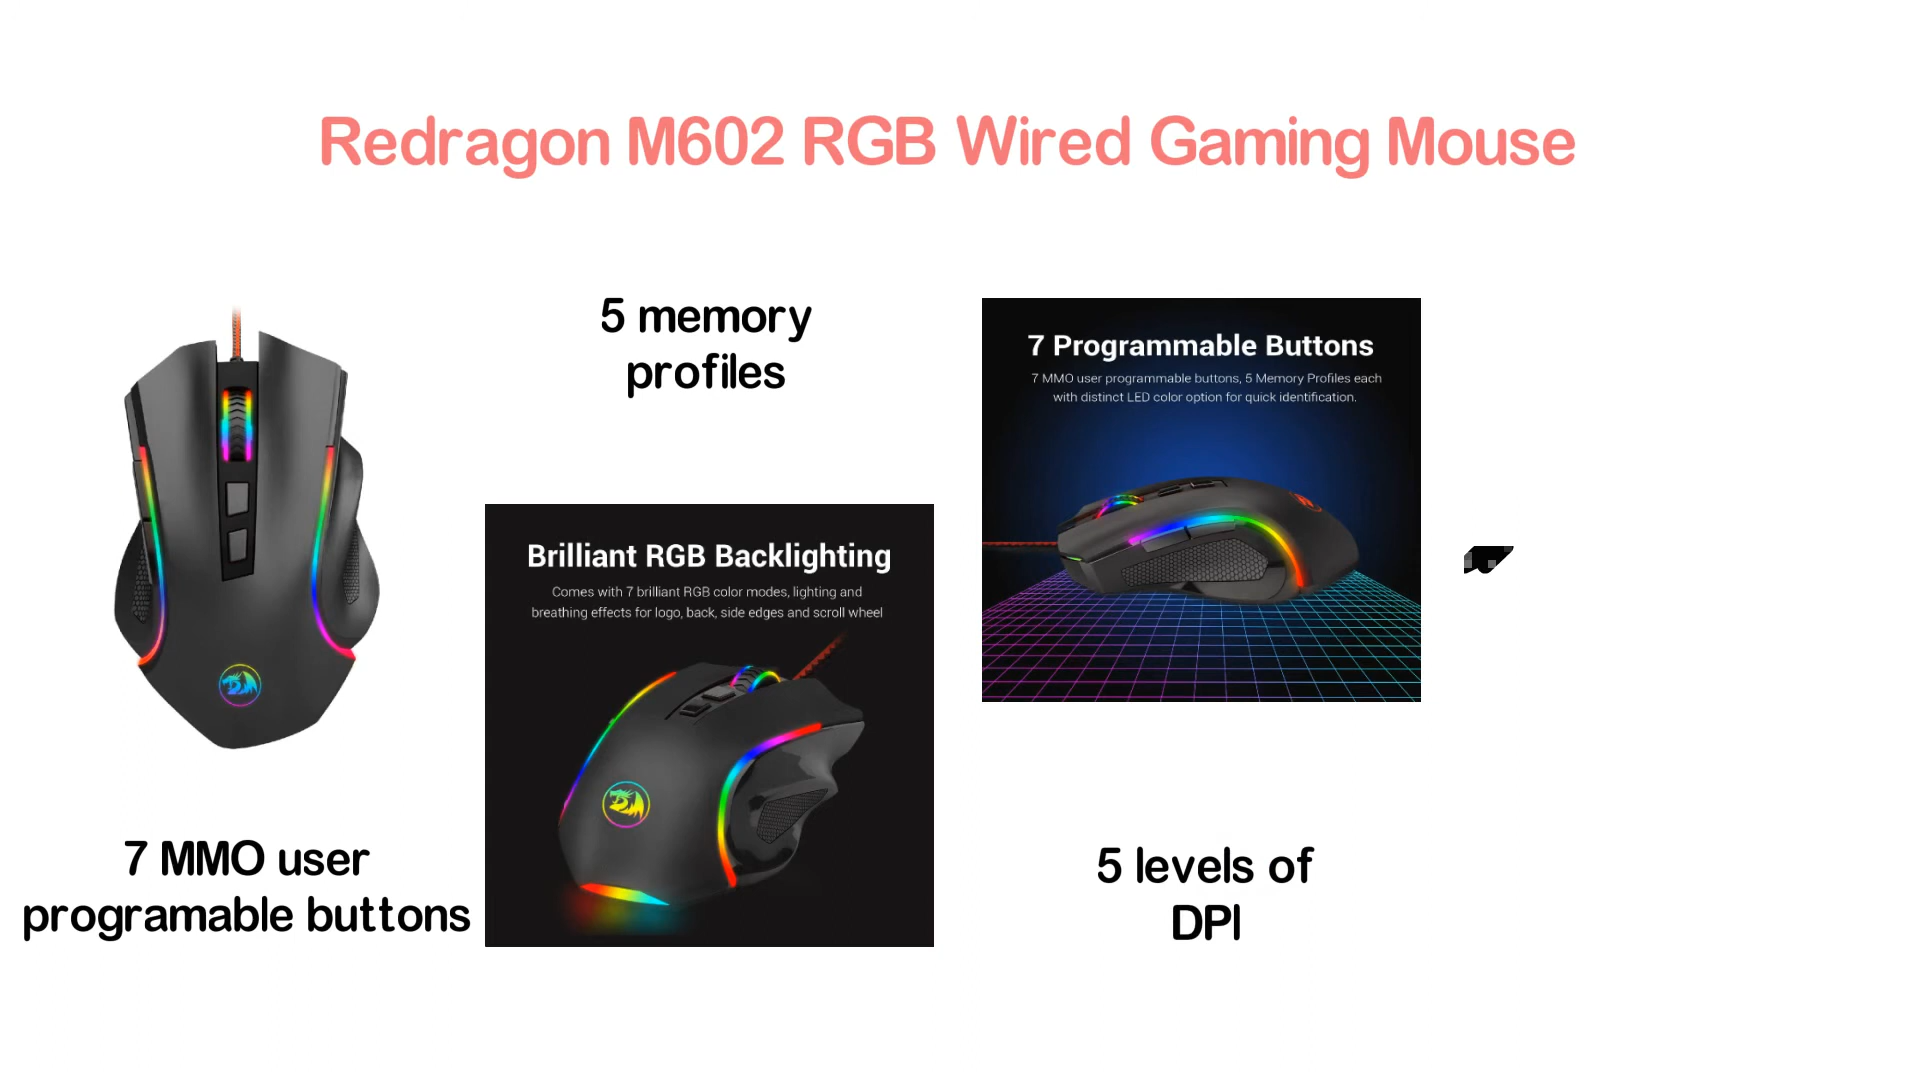 Redragon M602 RGB Wired Gaming Mouse
7 MMO user
programable buttons
5 memory
profiles
Brilliant RGB Backlighting
Comes with 7 brilliant RGB color modes, lighting and
breathing effects for logo, back, side edges and scroll wheel
7 Programmable Buttons
7 MMO user programmable buttons, 5 Memory Profiles each
with distinct LED color option for quick identification.
5 levels of
DPI